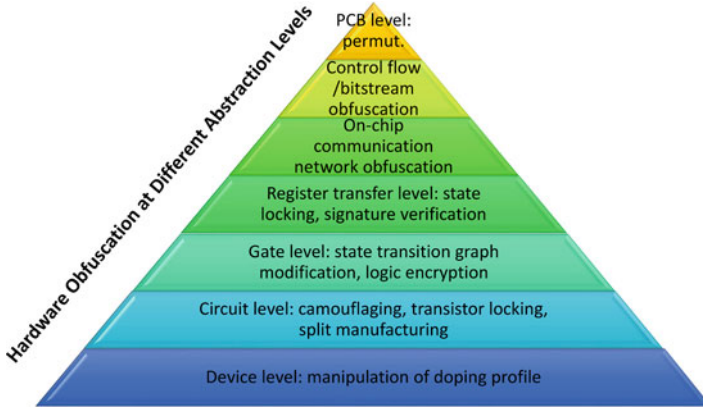 Hardware Obfuscation at Different Abstraction Levels
PCB level:
permut.
Control flow
/bitstream
obfuscation
On-chip
communication
network obfuscation
Register transfer level: state
locking, signature verification
Gate level: state transition graph
modification, logic encryption
Circuit level: camouflaging, transistor locking,
split manufacturing
Device level: manipulation of doping profile